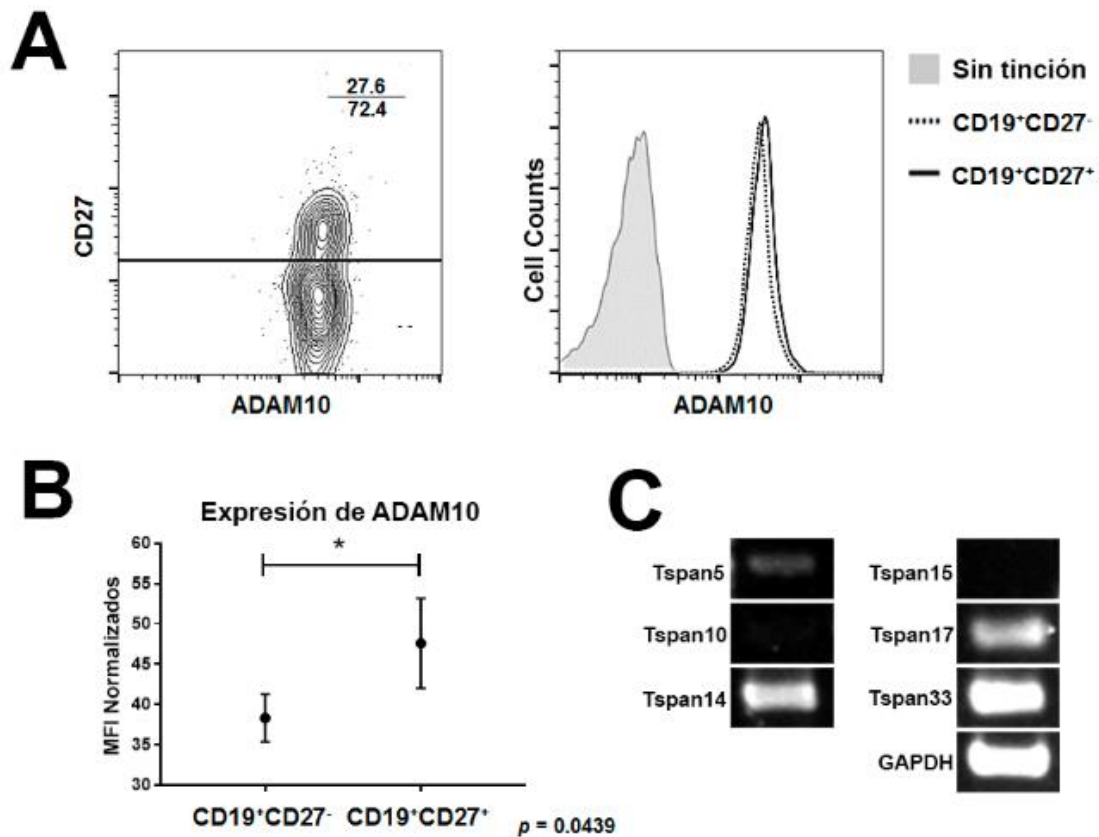 A
27.6
72.4
CD27
ADAM10
Cell Counts
ADAM10
Sin tinción
CD19⁺CD27⁻
CD19⁺CD27⁺
B
Expresión de ADAM10
*
MFI Normalizados
60
55
50
45
40
35
30
CD19⁺CD27⁻ CD19⁺CD27⁺
p = 0.0439
C
Tspan5
Tspan10
Tspan14
Tspan15
Tspan17
Tspan33
GAPDH